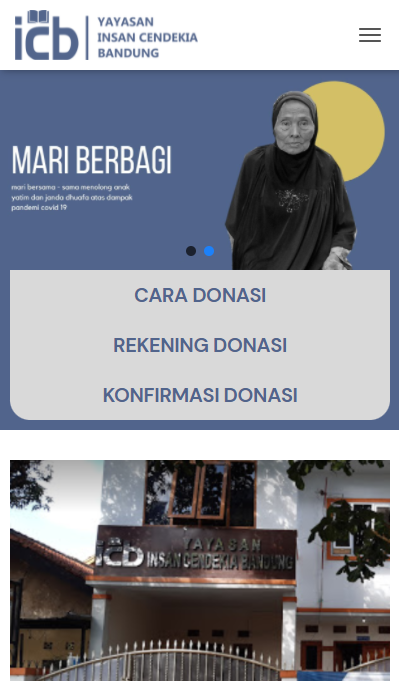 icb
YAYASAN
INSAN CENDEKIA
BANDUNG
MARI BERBAGI
mari bersama - sama menolong anak
yatim dan janda dhuafa atas dampak
pandemi covid 19
CARA DONASI
REKENING DONASI
KONFIRMASI DONASI
icb
YAYASAN
INSAN CENDEKIA BANDUNG